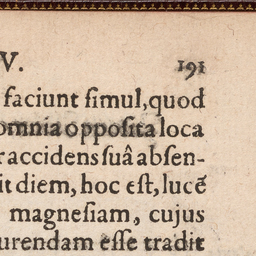 V. 191
faciunt ſimul, quod
omnia oppoſita loca
accidens ſuâ abſen-
it diem, hoc eſt, lucē
magneſiam, cujus
urendam eſſe tradit